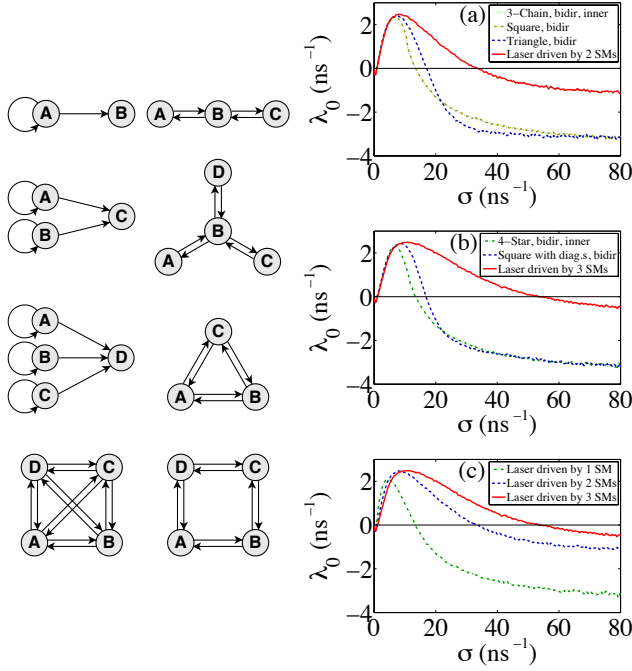 A B
A B C
A
B
C
D
B
A C
A
B
C
D
C
A B
D C
A B
D C
A B
(a)
3−Chain, bidir, inner
Square, bidir
Triangle, bidir
Laser driven by 2 SMs
λ0 (ns−1)
2
0
−2
−4
0 20 40 60 80
σ (ns−1)
(b)
4−Star, bidir, inner
Square with diag.s, bidir
Laser driven by 3 SMs
λ0 (ns−1)
2
0
−2
−4
0 20 40 60 80
σ (ns−1)
(c)
Laser driven by 1 SM
Laser driven by 2 SMs
Laser driven by 3 SMs
λ0 (ns−1)
2
0
−2
−4
0 20 40 60 80
σ (ns−1)